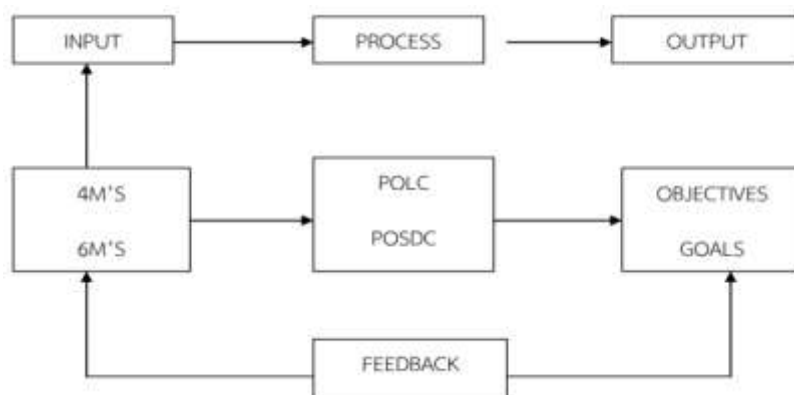 INPUT
PROCESS
OUTPUT
4M'S
6M'S
POLC
POSDC
OBJECTIVES
GOALS
FEEDBACK